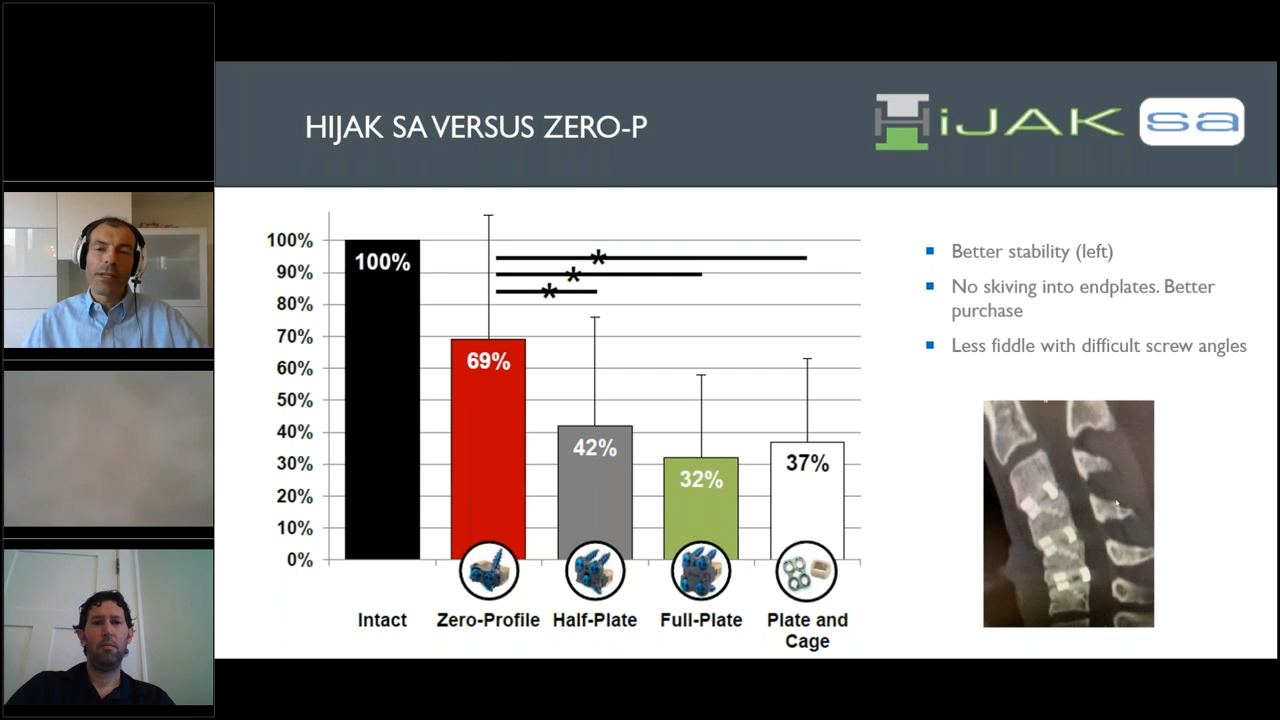 HIJAK SA VERSUS ZERO-P
HiJAK sa
100%
90%
80%
70%
60%
50%
40%
30%
20%
10%
0%
100%
69%
42%
32%
37%
*
*
*
Intact
Zero-Profile
Half-Plate
Full-Plate
Plate and
Cage
Better stability (left)
No skiving into endplates. Better
purchase
Less fiddle with difficult screw angles